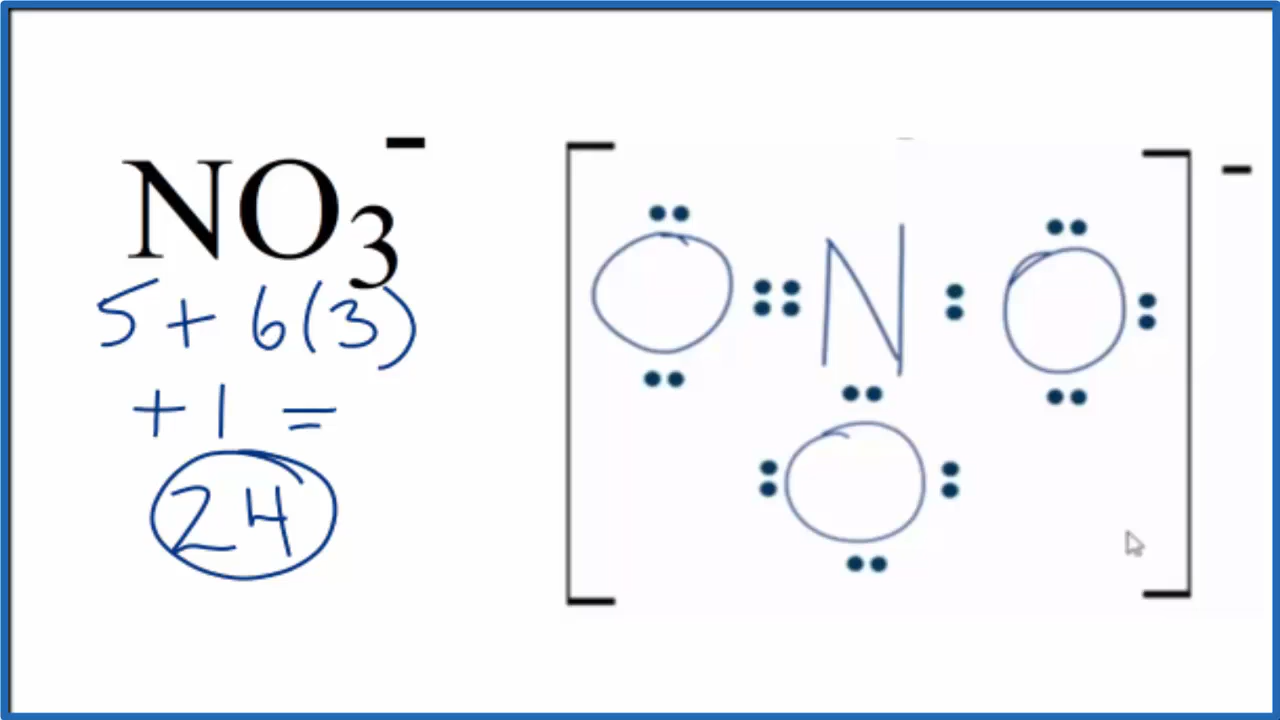 NO₃⁻
5 + 6(3)
+ 1 =
24
O N O −
O